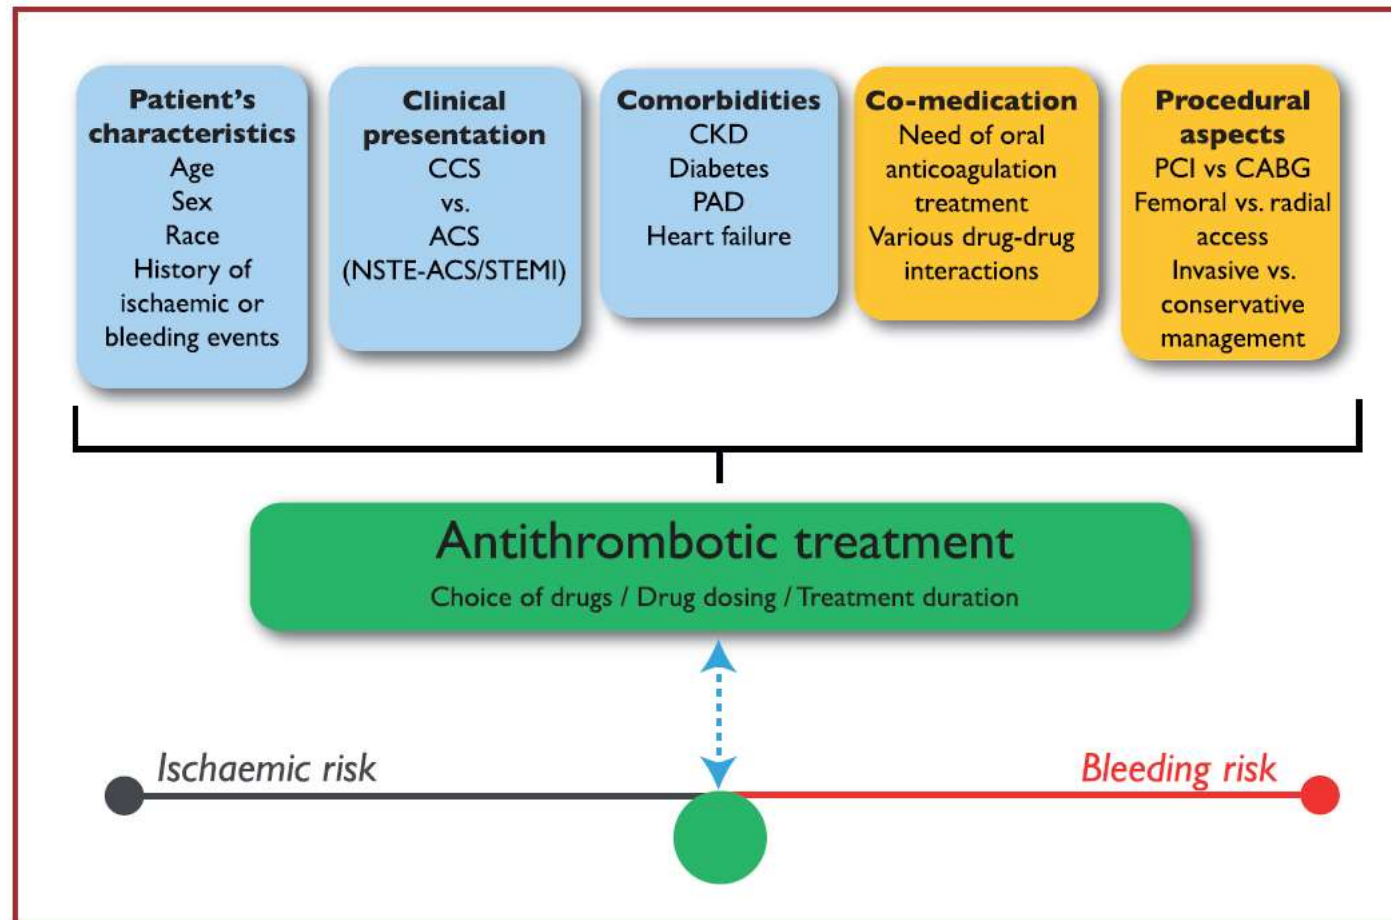 Patient's
characteristics
Age
Sex
Race
History of
ischaemic or
bleeding events
Clinical
presentation
CCS
vs.
ACS
(NSTE-ACS/STEMI)
Comorbidities
CKD
Diabetes
PAD
Heart failure
Co-medication
Need of oral
anticoagulation
treatment
Various drug-drug
interactions
Procedural
aspects
PCI vs CABG
Femoral vs. radial
access
Invasive vs.
conservative
management
Antithrombotic treatment
Choice of drugs / Drug dosing / Treatment duration
Ischaemic risk
Bleeding risk